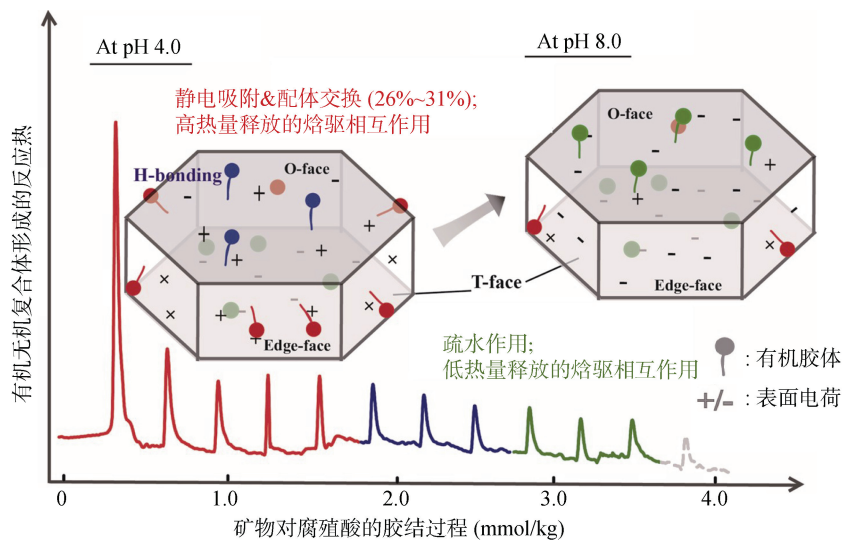 At pH 4.0
At pH 8.0
静电吸附&配体交换 (26%~31%);
高热量释放的焓驱相互作用
H-bonding
O-face
O-face
T-face
Edge-face
Edge-face
疏水作用;
低热量释放的焓驱相互作用
: 有机胶体
+/- : 表面电荷
有机无机复合体形成的反应热
0 1.0 2.0 3.0 4.0
矿物对腐殖酸的胶结过程 (mmol/kg)